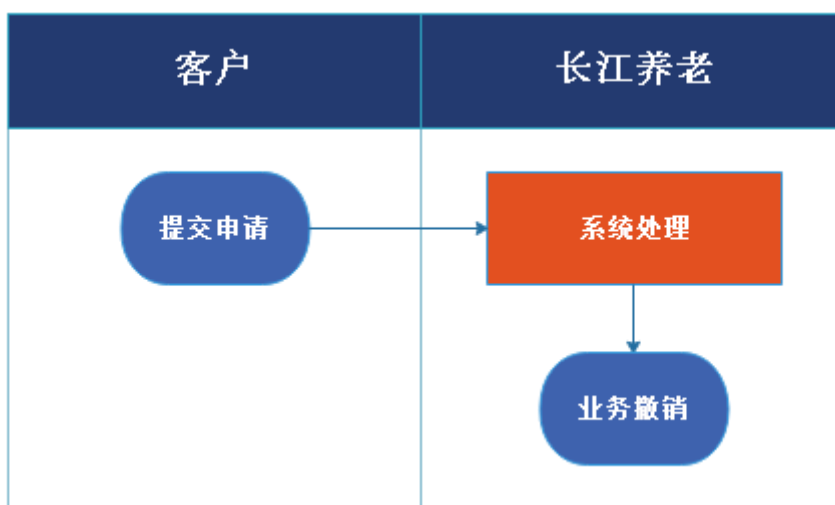 客户
长江养老
提交申请
系统处理
业务撤销